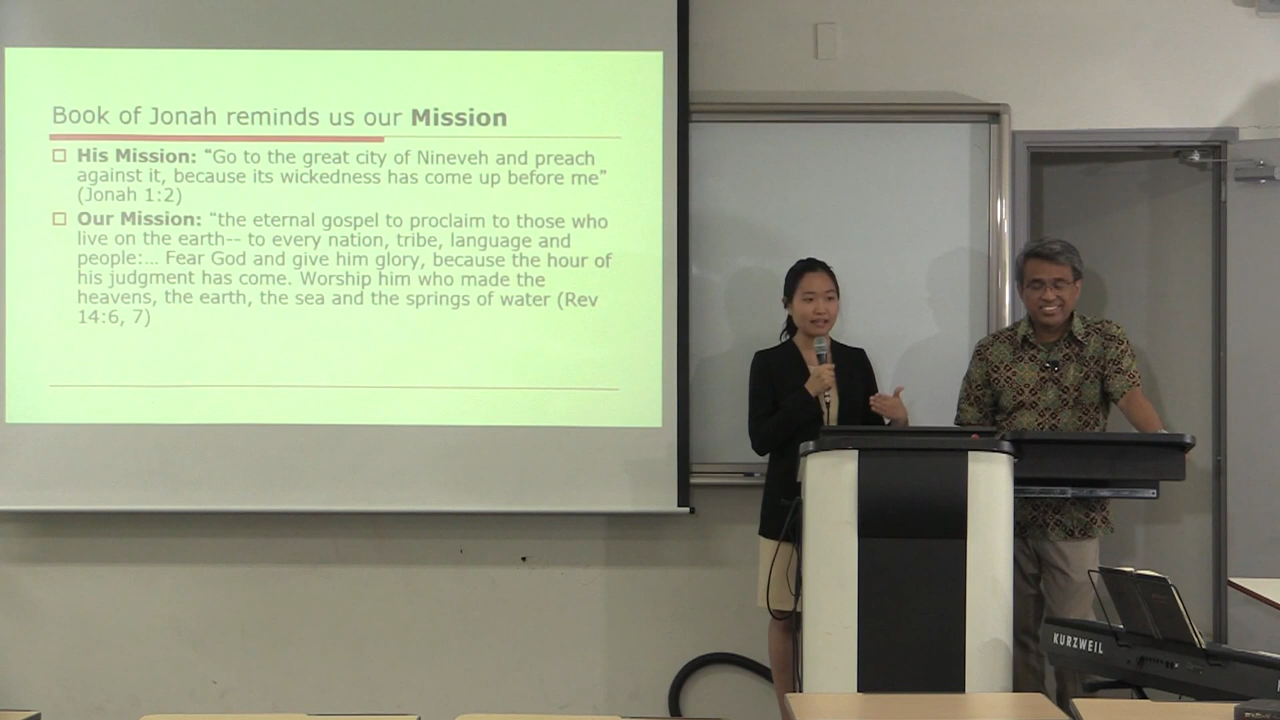 Book of Jonah reminds us our Mission
His Mission: “Go to the great city of Nineveh and preach
against it, because its wickedness has come up before me”
(Jonah 1:2)
Our Mission: “the eternal gospel to proclaim to those who
live on the earth-- to every nation, tribe, language and
people:... Fear God and give him glory, because the hour of
his judgment has come. Worship him who made the
heavens, the earth, the sea and the springs of water (Rev
14:6, 7)
KURZWEIL